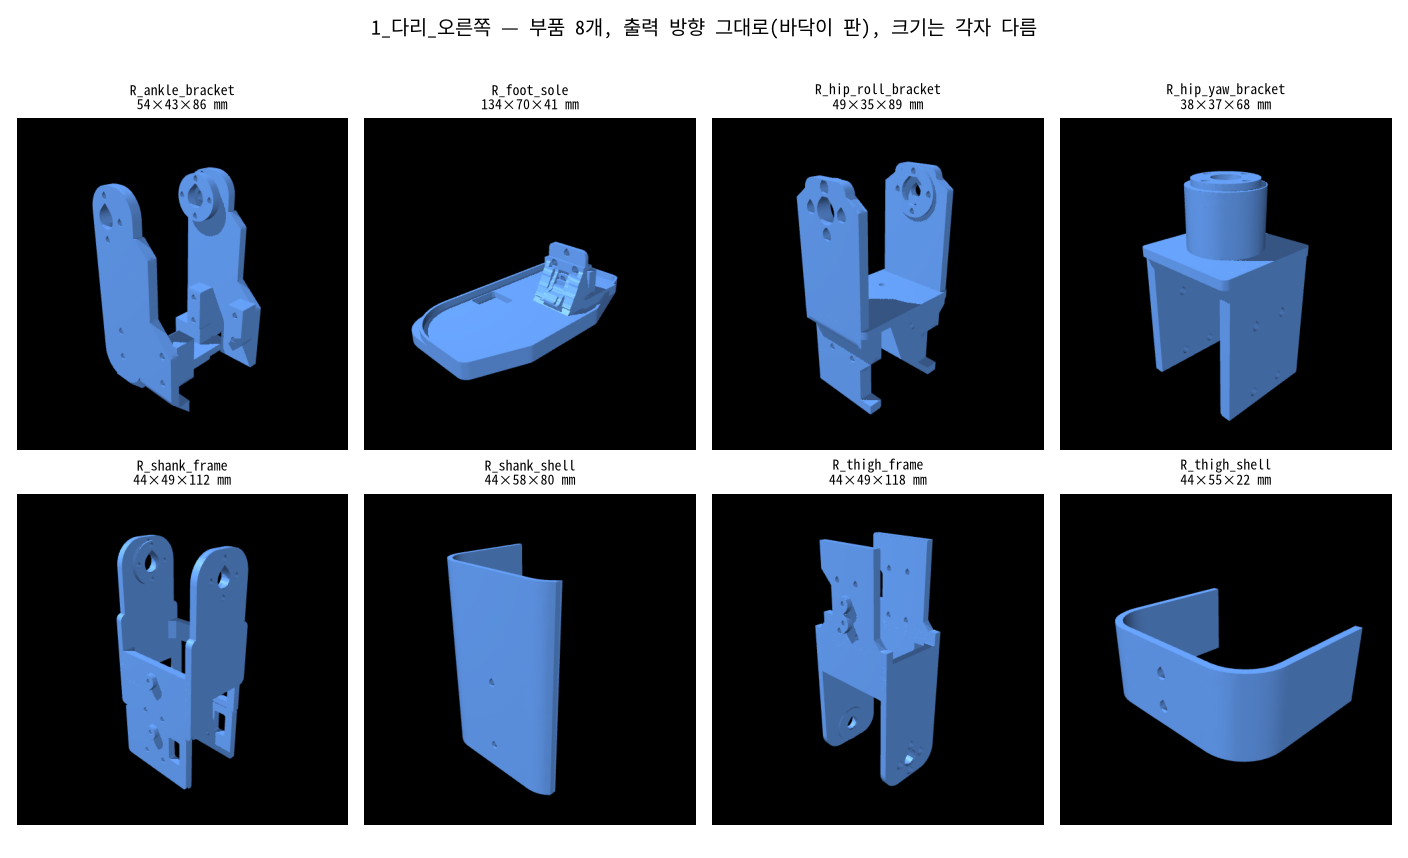 1_다리_오른쪽 — 부품 8개, 출력 방향 그대로(바닥이 판), 크기는 각자 다름
R_ankle_bracket
54×43×86 mm
R_foot_sole
134×70×41 mm
R_hip_roll_bracket
49×35×89 mm
R_hip_yaw_bracket
38×37×68 mm
R_shank_frame
44×49×112 mm
R_shank_shell
44×58×80 mm
R_thigh_frame
44×49×118 mm
R_thigh_shell
44×55×22 mm